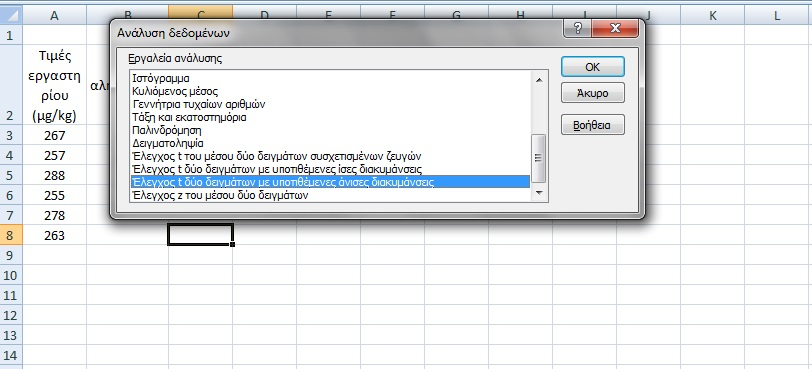 A B C D E F G H I J K L
Ανάλυση δεδομένων
Εργαλεία ανάλυσης
Ιστόγραμμα
Κυλιόμενος μέσος
Γεννήτρια τυχαίων αριθμών
Τάξη και εκατοστημόρια
Παλινδρόμηση
Δειγματοληψία
Έλεγχος t του μέσου δύο δειγμάτων συσχετισμένων ζευγών
Έλεγχος t δύο δειγμάτων με υποτιθέμενες ίσες διακυμάνσεις
Έλεγχος t δύο δειγμάτων με υποτιθέμενες άνισες διακυμάνσεις
Έλεγχος z του μέσου δύο δειγμάτων
OK
Άκυρο
Βοήθεια
1
Τιμές
εργαστη
ρίου
2 (μg/kg)
3 267
4 257
5 288
6 255
7 278
8 263
9
10
11
12
13
14